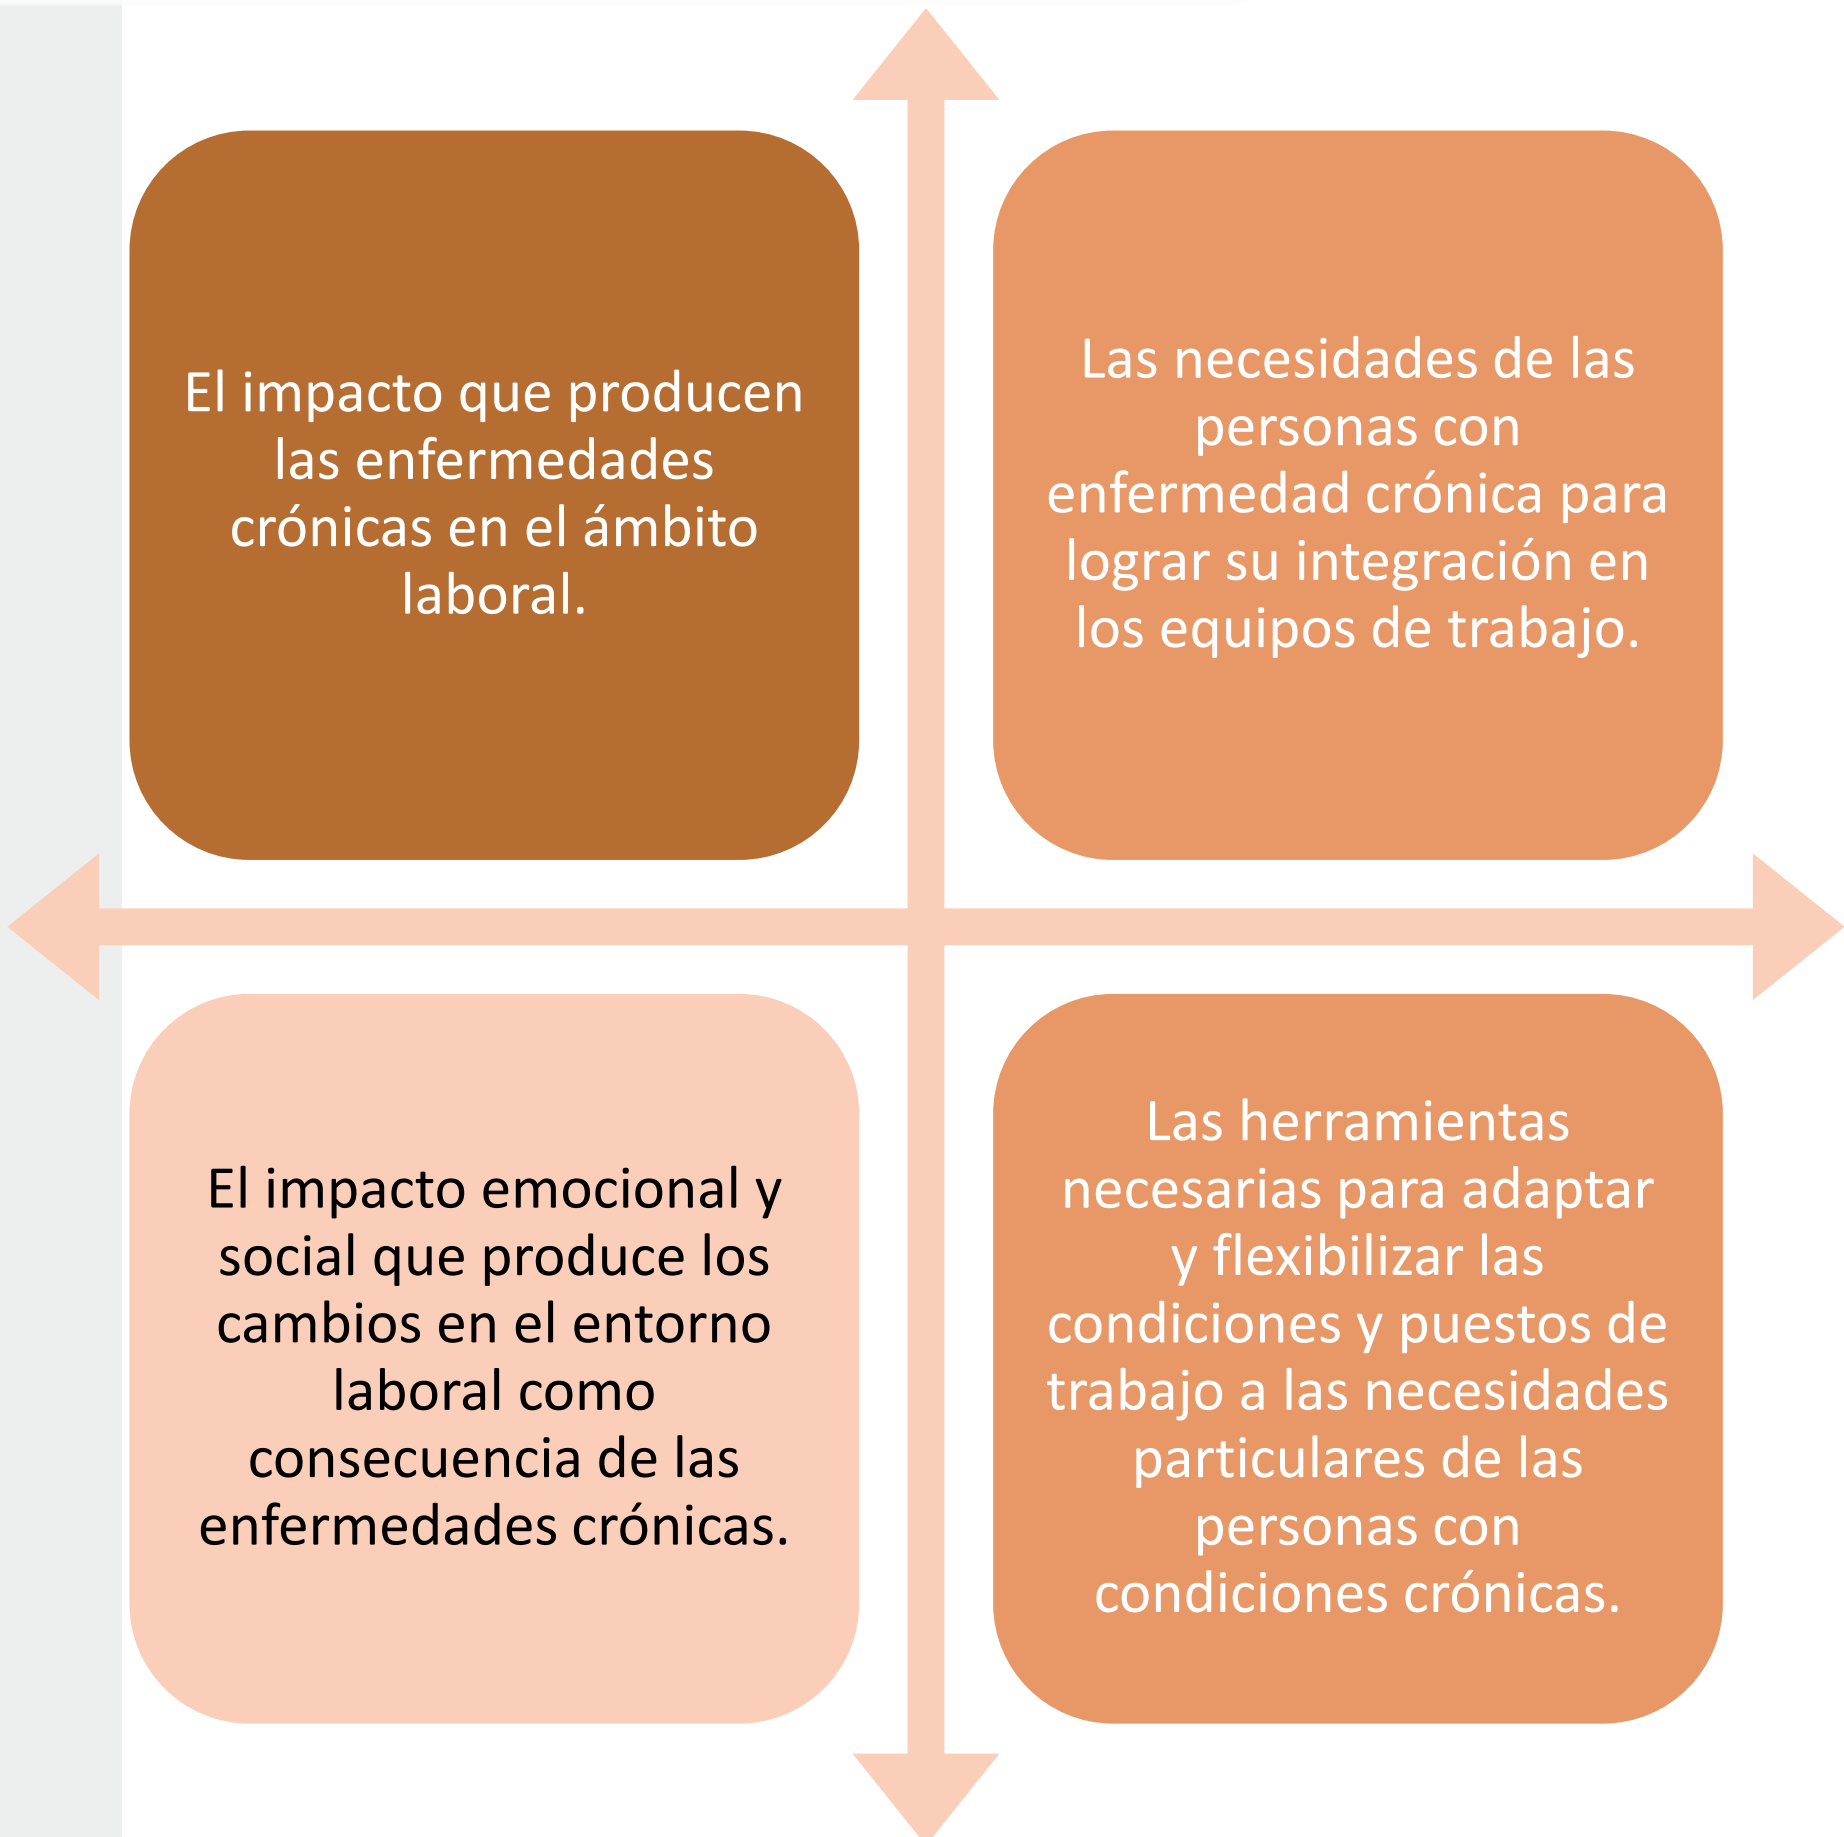 El impacto que producen
las enfermedades
crónicas en el ámbito
laboral.
Las necesidades de las
personas con
enfermedad crónica para
lograr su integración en
los equipos de trabajo.
El impacto emocional y
social que produce los
cambios en el entorno
laboral como
consecuencia de las
enfermedades crónicas.
Las herramientas
necesarias para adaptar
y flexibilizar las
condiciones y puestos de
trabajo a las necesidades
particulares de las
personas con
condiciones crónicas.